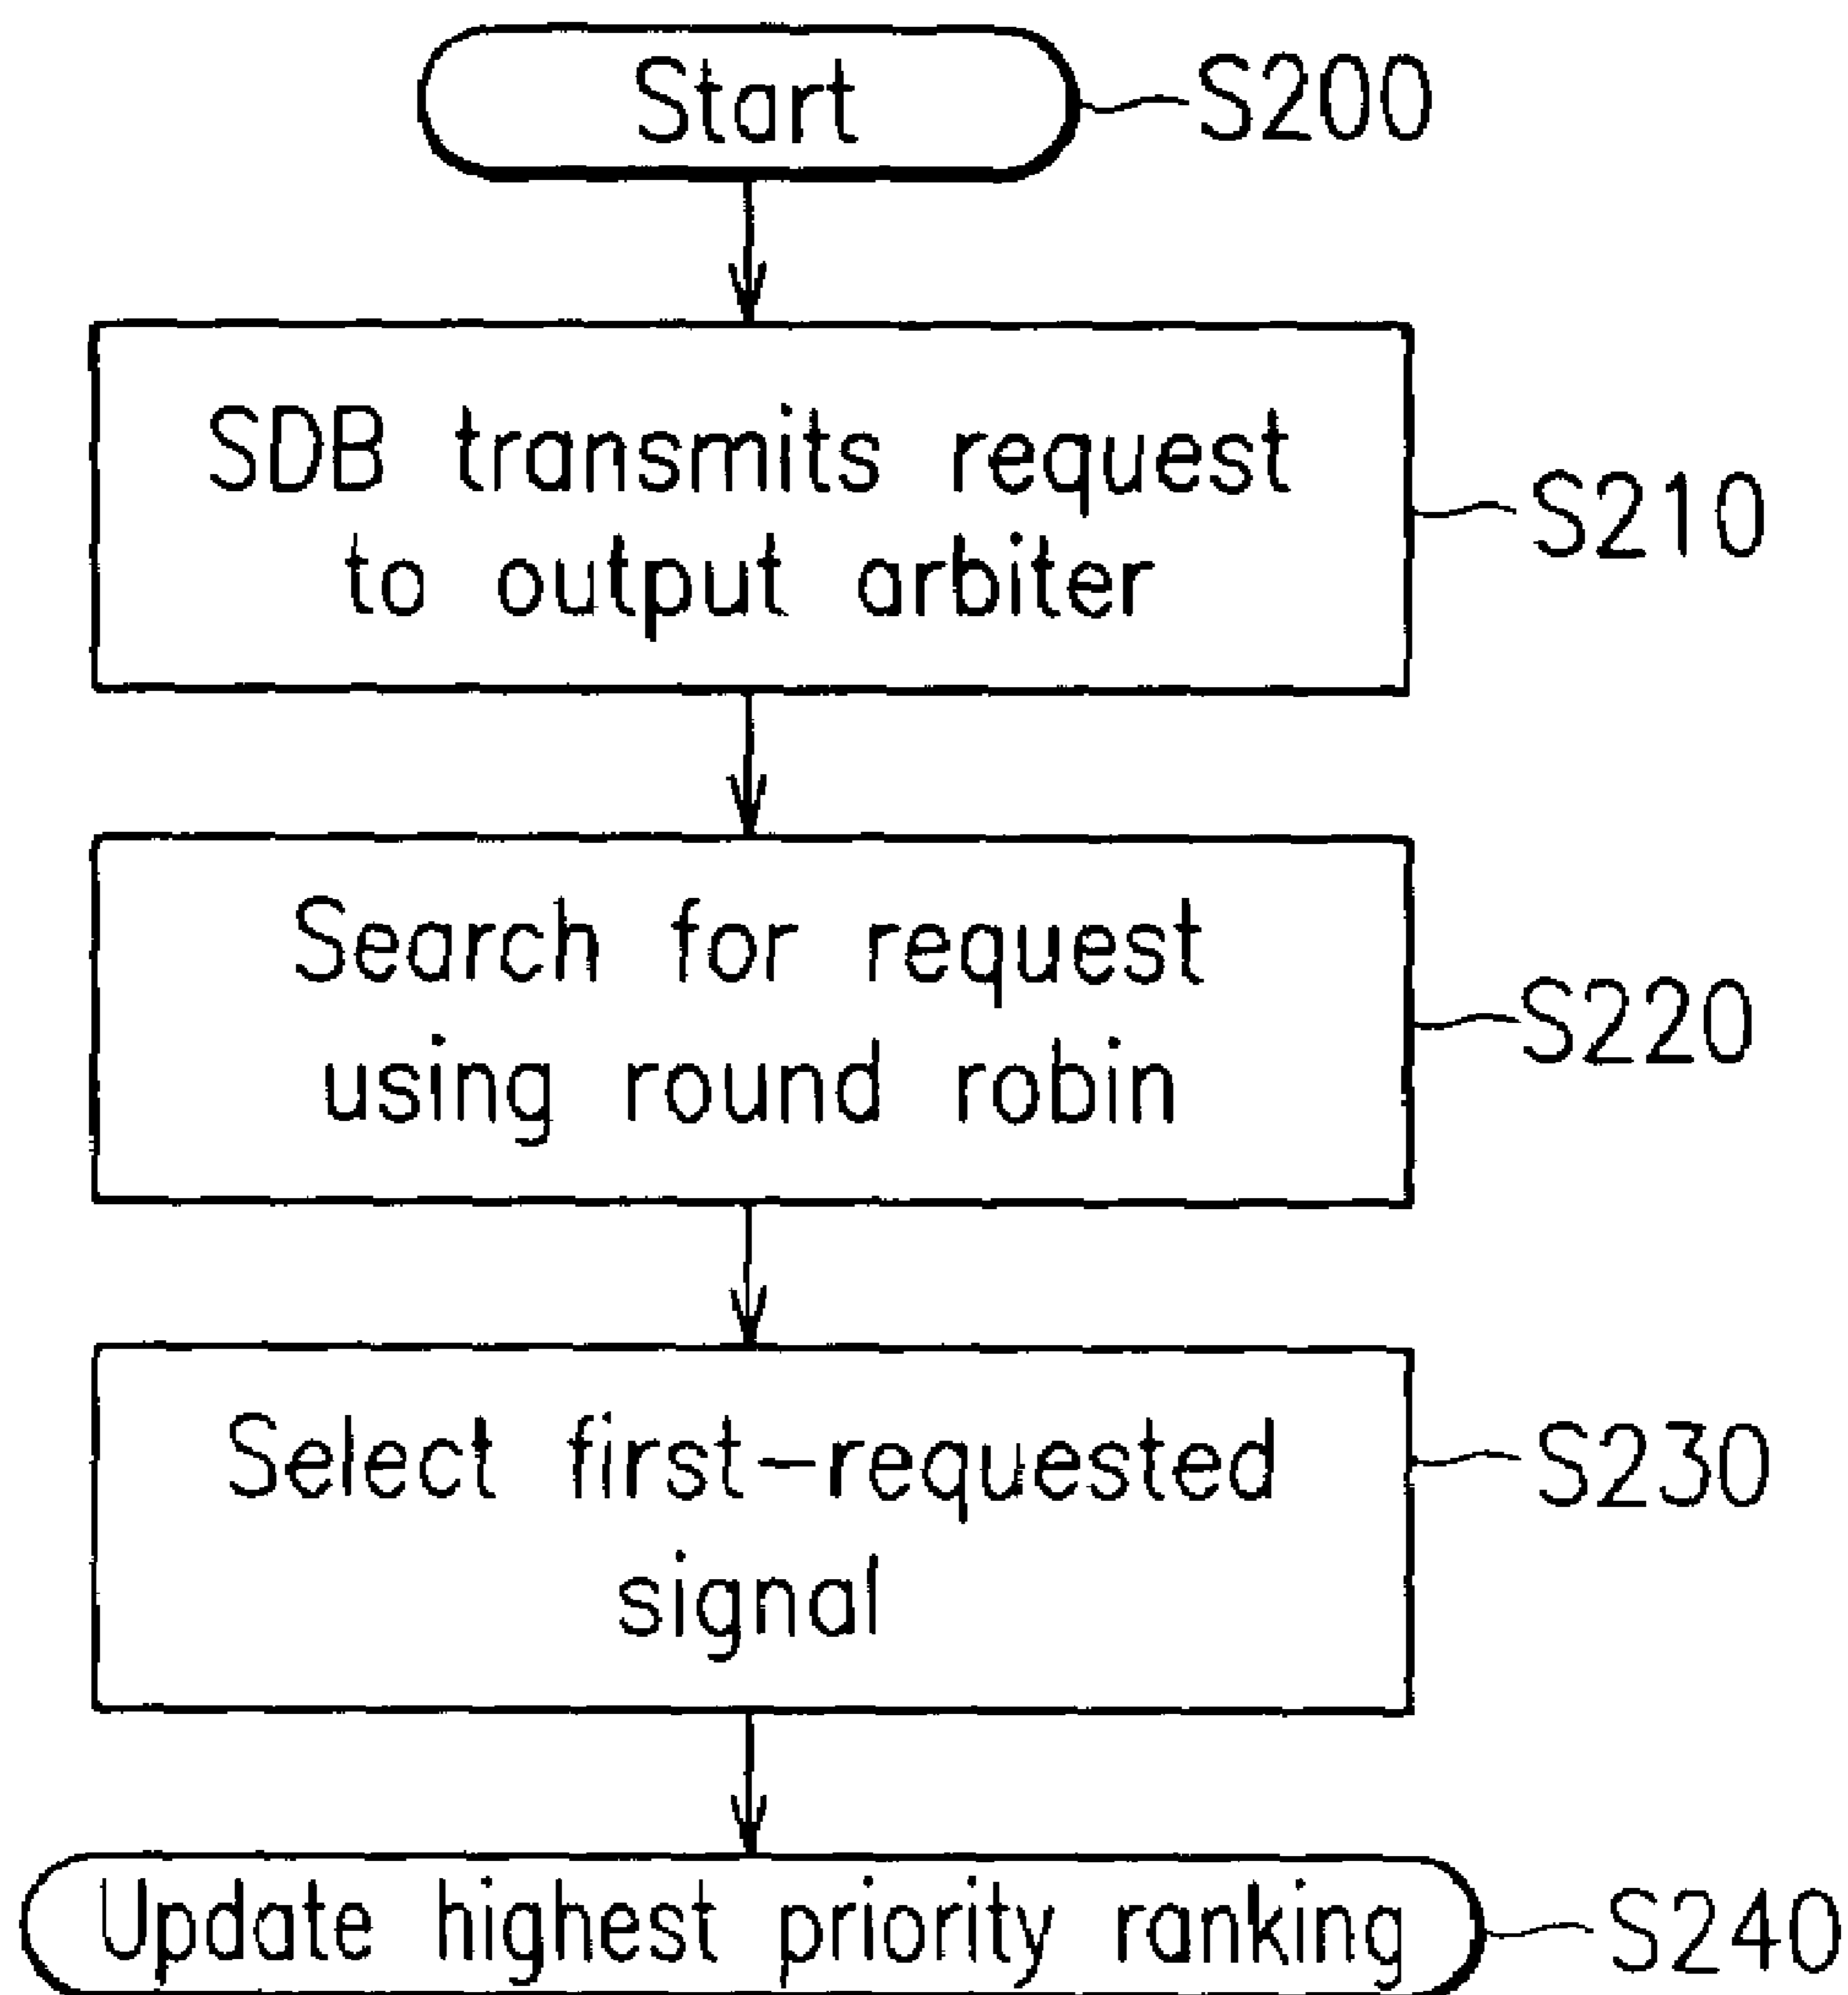 Start
S200
SDB transmits request
to output arbiter
S210
Search for request
using round robin
S220
Select first-requested
signal
S230
Update highest priority ranking
S240